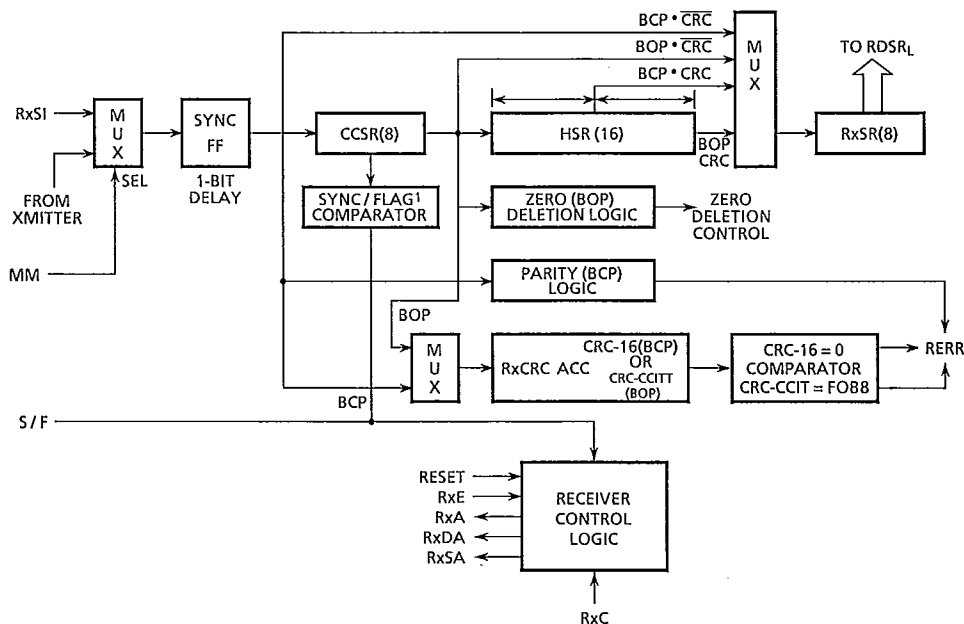 BCP • CRC
BOP • CRC
BCP • CRC
TO RDSRL
RxSI
M
U
X
SEL
SYNC
FF
1-BIT
DELAY
CCSR(8)
HSR (16)
BOP
CRC
M
U
X
RxSR(8)
FROM
XMITTER
MM
SYNC / FLAG1
COMPARATOR
ZERO (BOP)
DELETION LOGIC
ZERO
DELETION
CONTROL
PARITY (BCP)
LOGIC
BOP
M
U
X
BCP
RxCRC ACC
CRC-16(BCP)
OR
CRC-CCITT
(BOP)
CRC-16 = 0
COMPARATOR
CRC-CCIT = FO88
RERR
S / F
RESET
RxE
RxA
RxDA
RxSA
RECEIVER
CONTROL
LOGIC
RxC